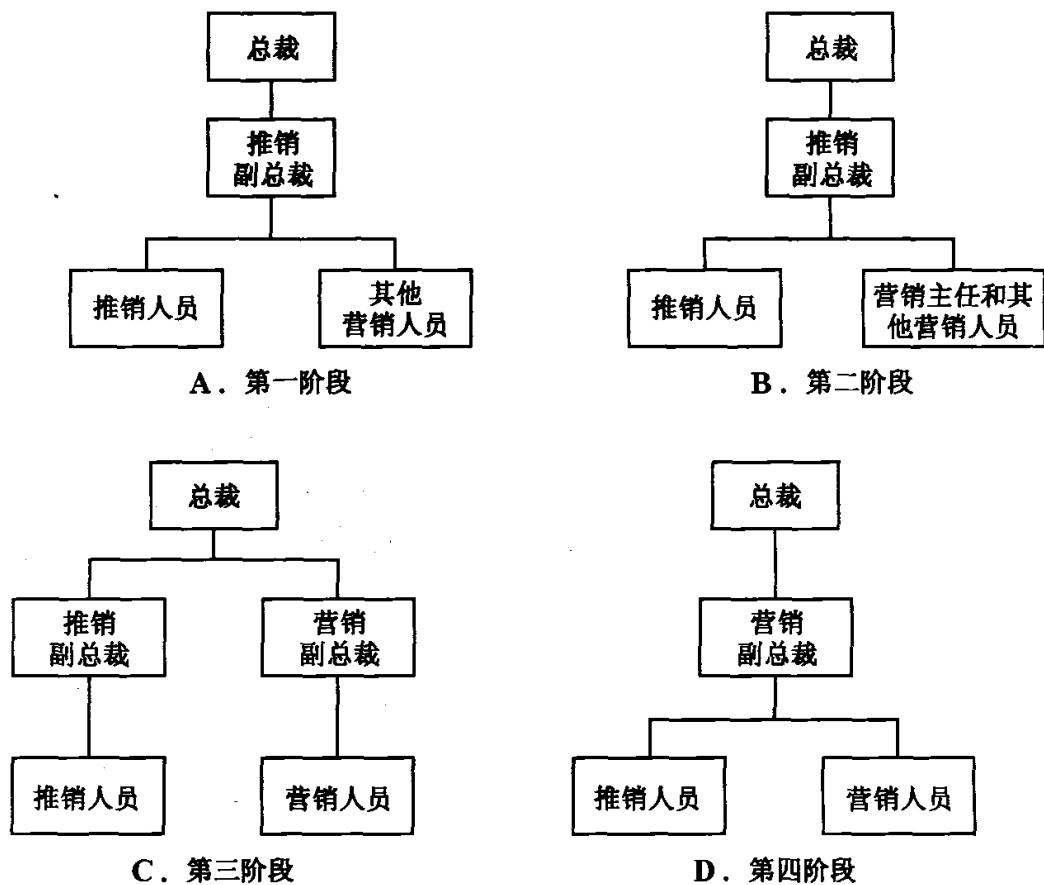 总裁
推销
副总裁
推销人员
其他
营销人员
A．第一阶段
总裁
推销
副总裁
推销人员
营销主任和其
他营销人员
B．第二阶段
总裁
推销
副总裁
营销
副总裁
推销人员
营销人员
C．第三阶段
总裁
营销
副总裁
推销人员
营销人员
D．第四阶段